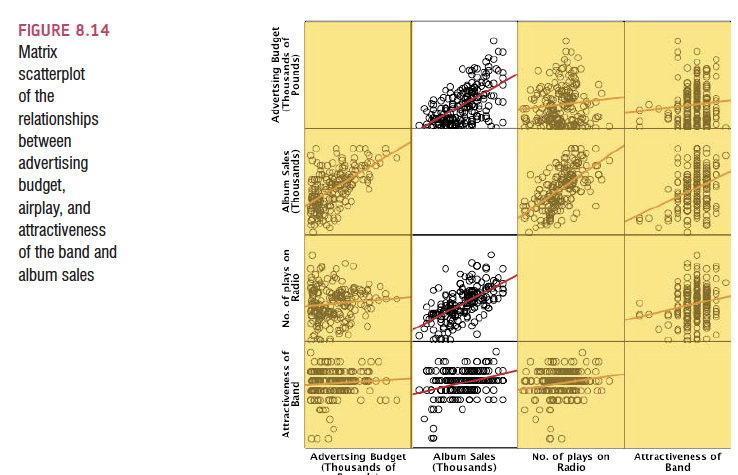 FIGURE 8.14
Matrix
scatterplot
of the
relationships
between
advertising
budget,
airplay, and
attractiveness
of the band and
album sales
Advertsing Budget
(Thousands of
Pounds)
Album Sales
(Thousands)
No. of plays on
Radio
Attractiveness of
Band
Advertsing Budget
(Thousands of
Album Sales
(Thousands)
No. of plays on
Radio
Attractiveness of
Band